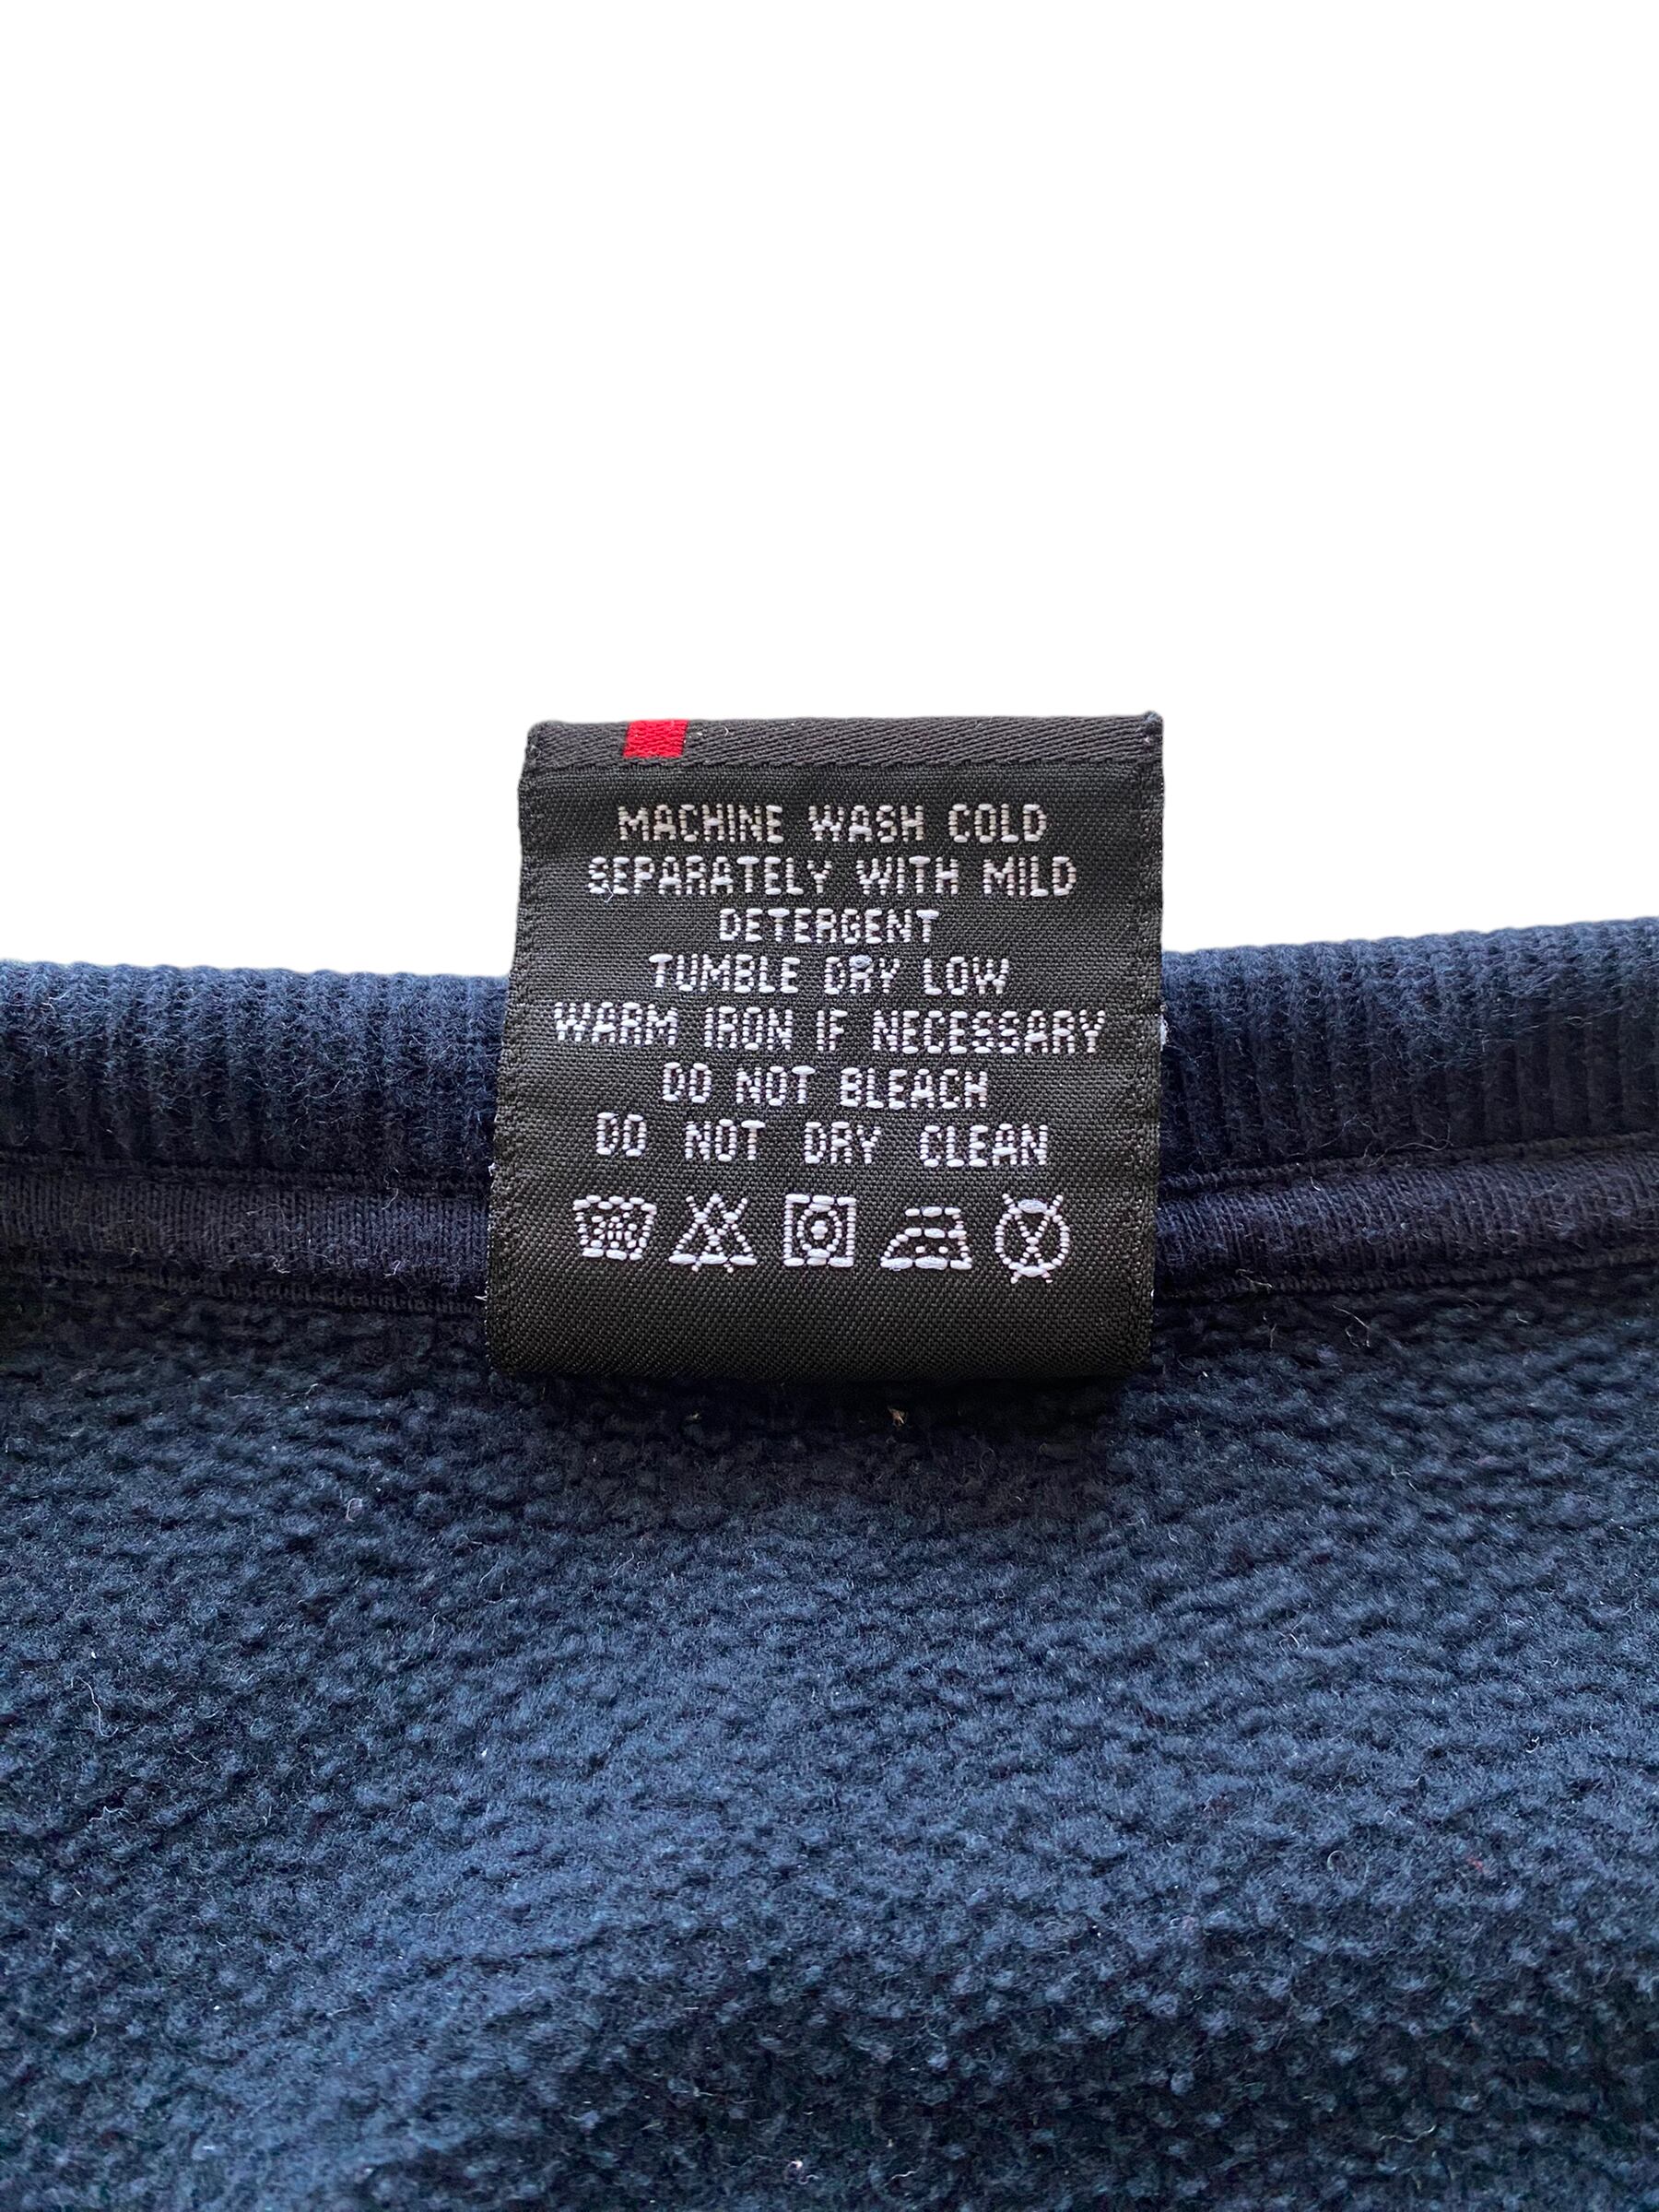 MACHINE WASH COLD
SEPARATELY WITH MILD
DETERGENT
TUMBLE DRY LOW
WARM IRON IF NECESSARY
DO NOT BLEACH
DO NOT DRY CLEAN